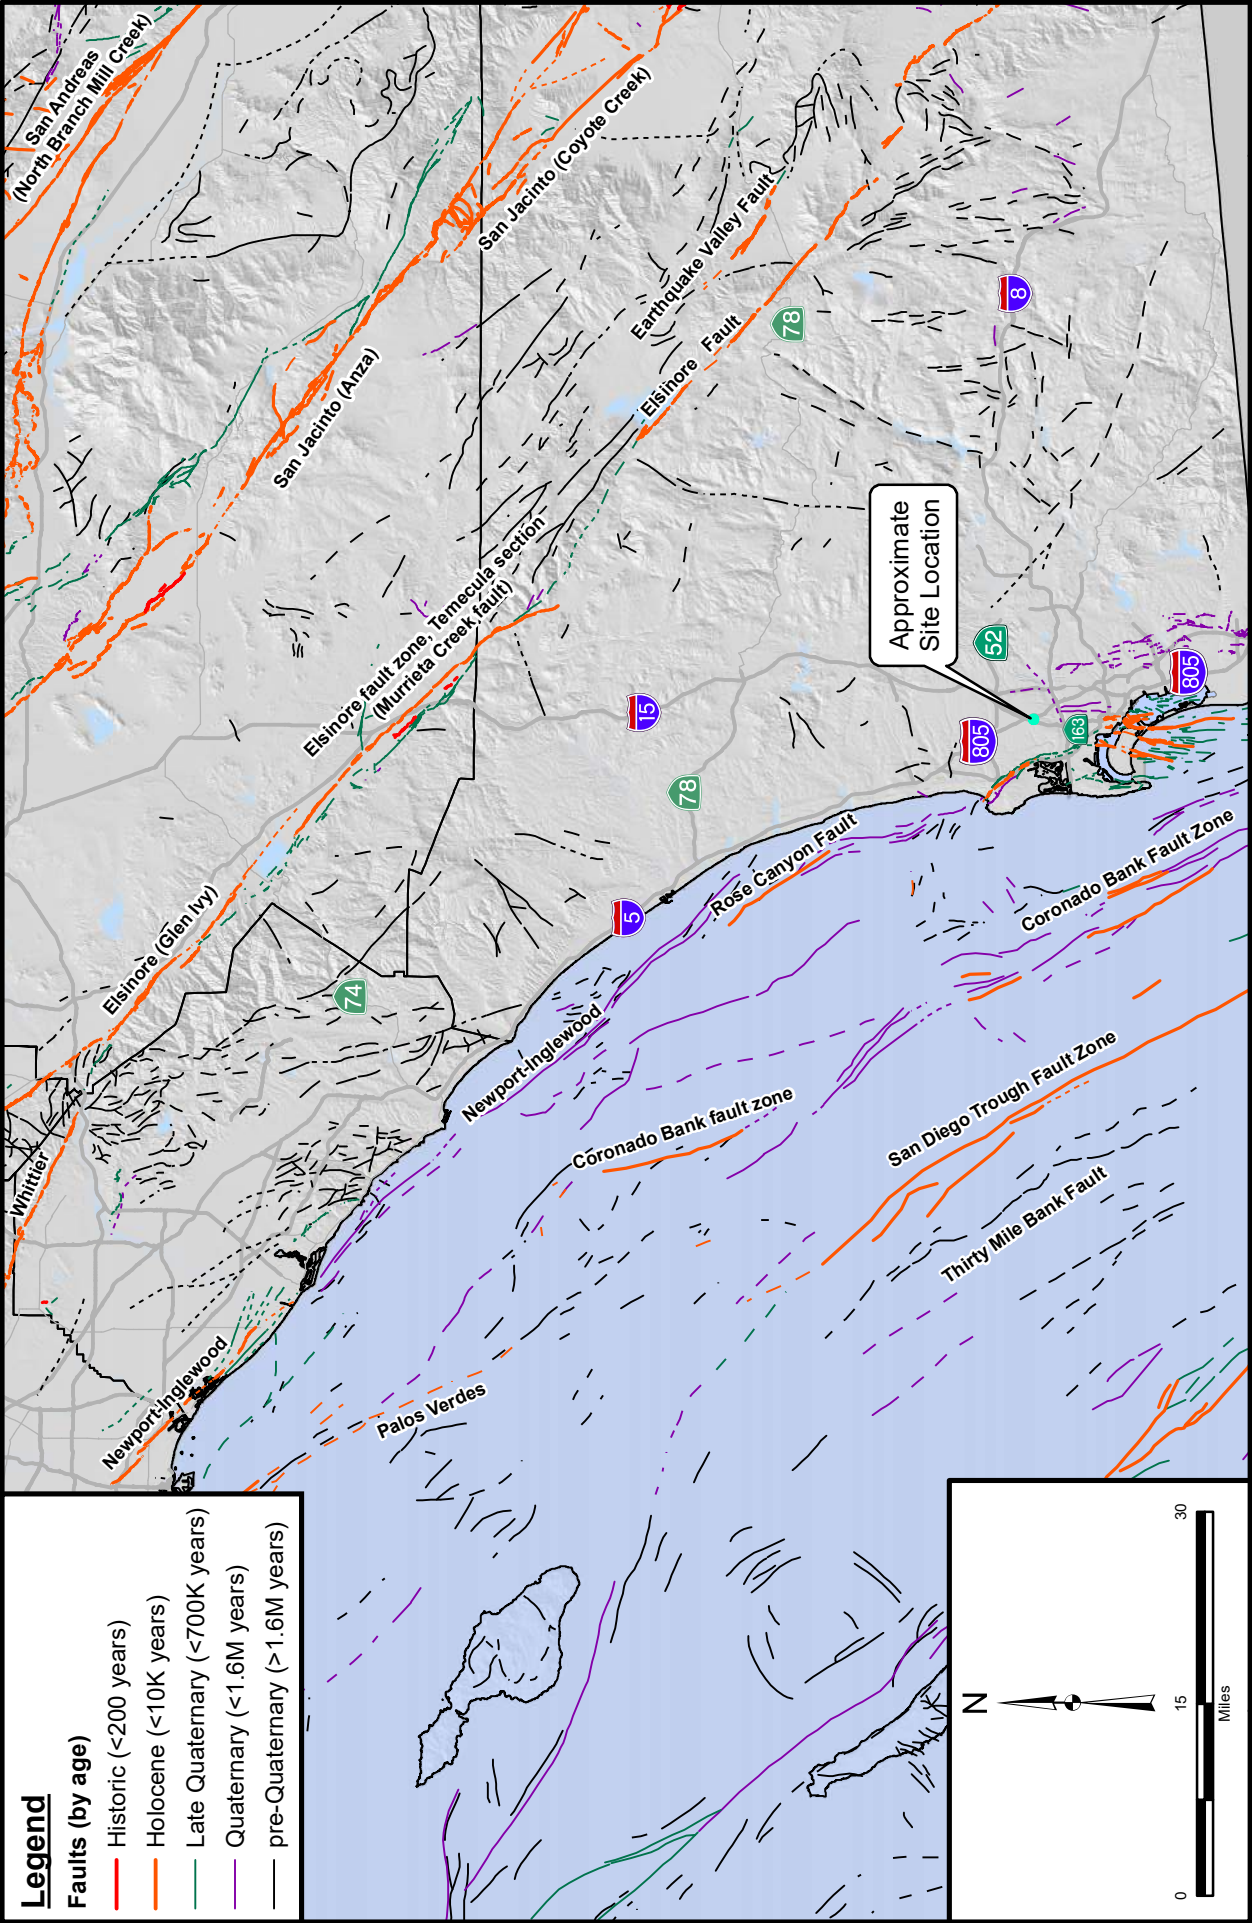 Legend
Faults (by age)
Historic (<200 years)
Holocene (<10K years)
Late Quaternary (<700K years)
Quaternary (<1.6M years)
pre-Quaternary (>1.6M years)
San Andreas
(North Branch Mill Creek)
San Jacinto (Coyote Creek)
San Jacinto (Anza)
Earthquake Valley Fault
Elsinore Fault
Elsinore fault zone, Temecula section
(Murrieta Creek fault)
Elsinore (Glen Ivy)
Whittier
Newport-Inglewood
Newport-Inglewood
Rose Canyon Fault
Coronado Bank Fault Zone
Coronado Bank fault zone
San Diego Trough Fault Zone
Thirty Mile Bank Fault
Palos Verdes
Approximate
Site Location
78
8
52
805
15
805
163
78
5
74
N
0
15
30
Miles